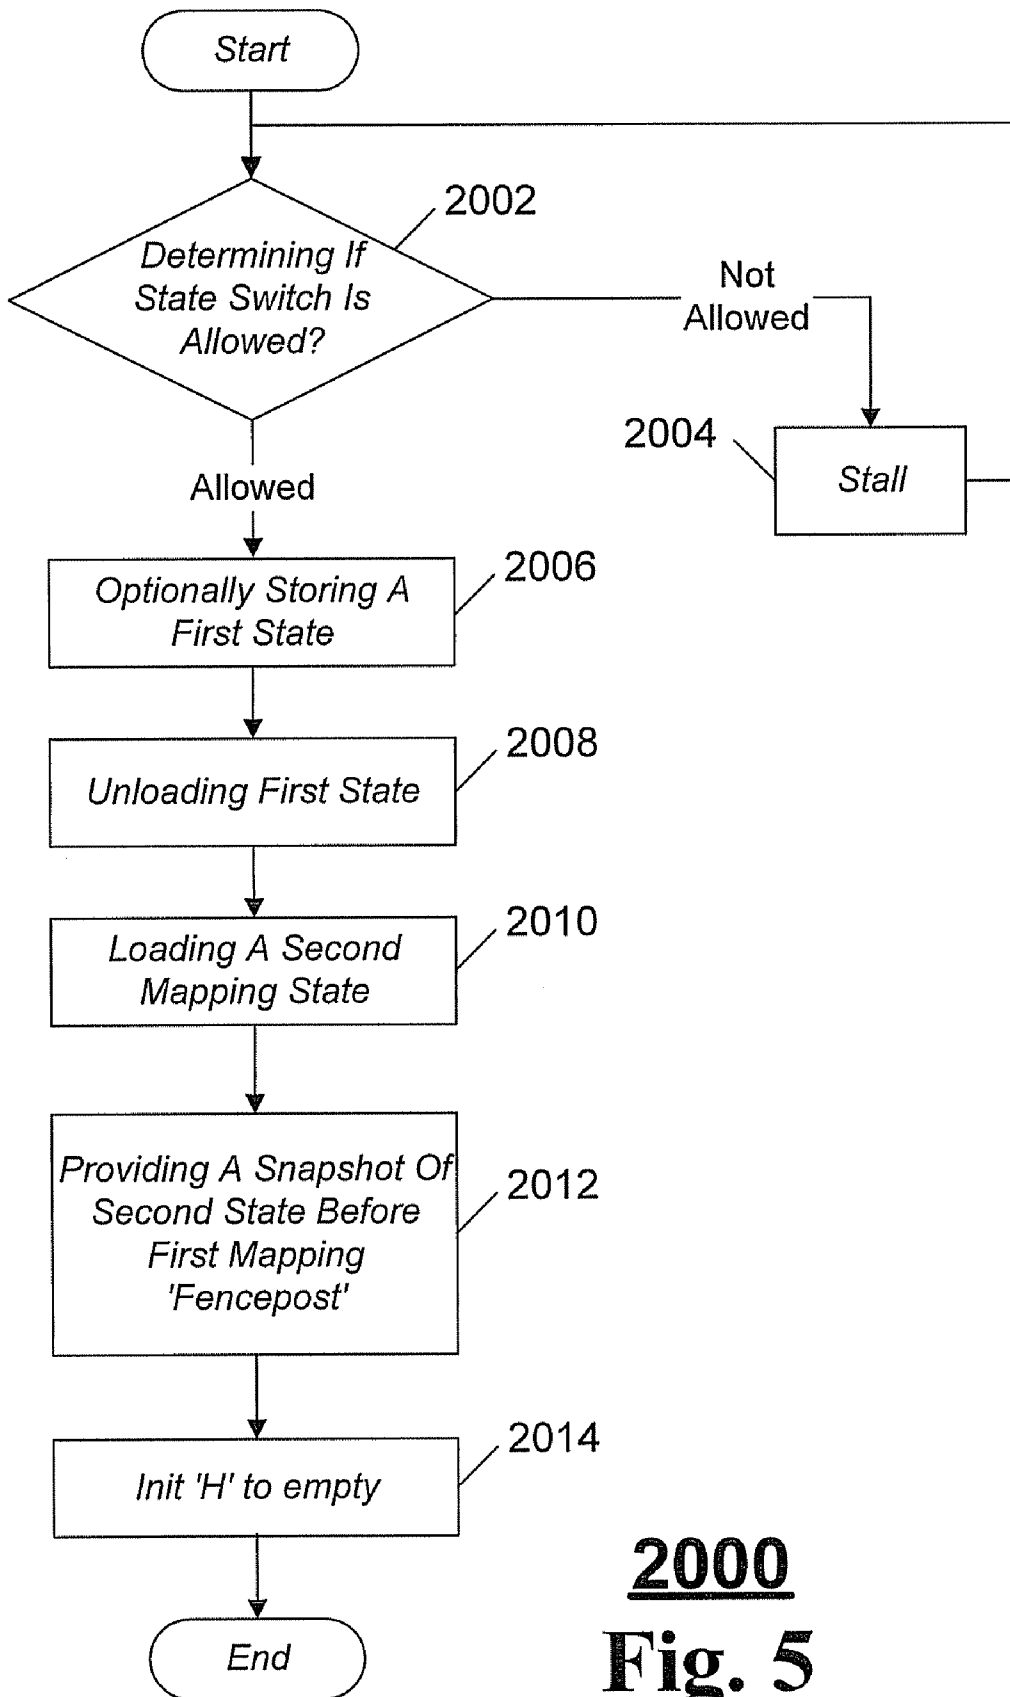 Start
2002
Determining If
State Switch Is
Allowed?
Not
Allowed
2004
Stall
Allowed
2006
Optionally Storing A
First State
2008
Unloading First State
2010
Loading A Second
Mapping State
2012
Providing A Snapshot Of
Second State Before
First Mapping
'Fencepost'
2014
Init 'H' to empty
End
2000
Fig. 5